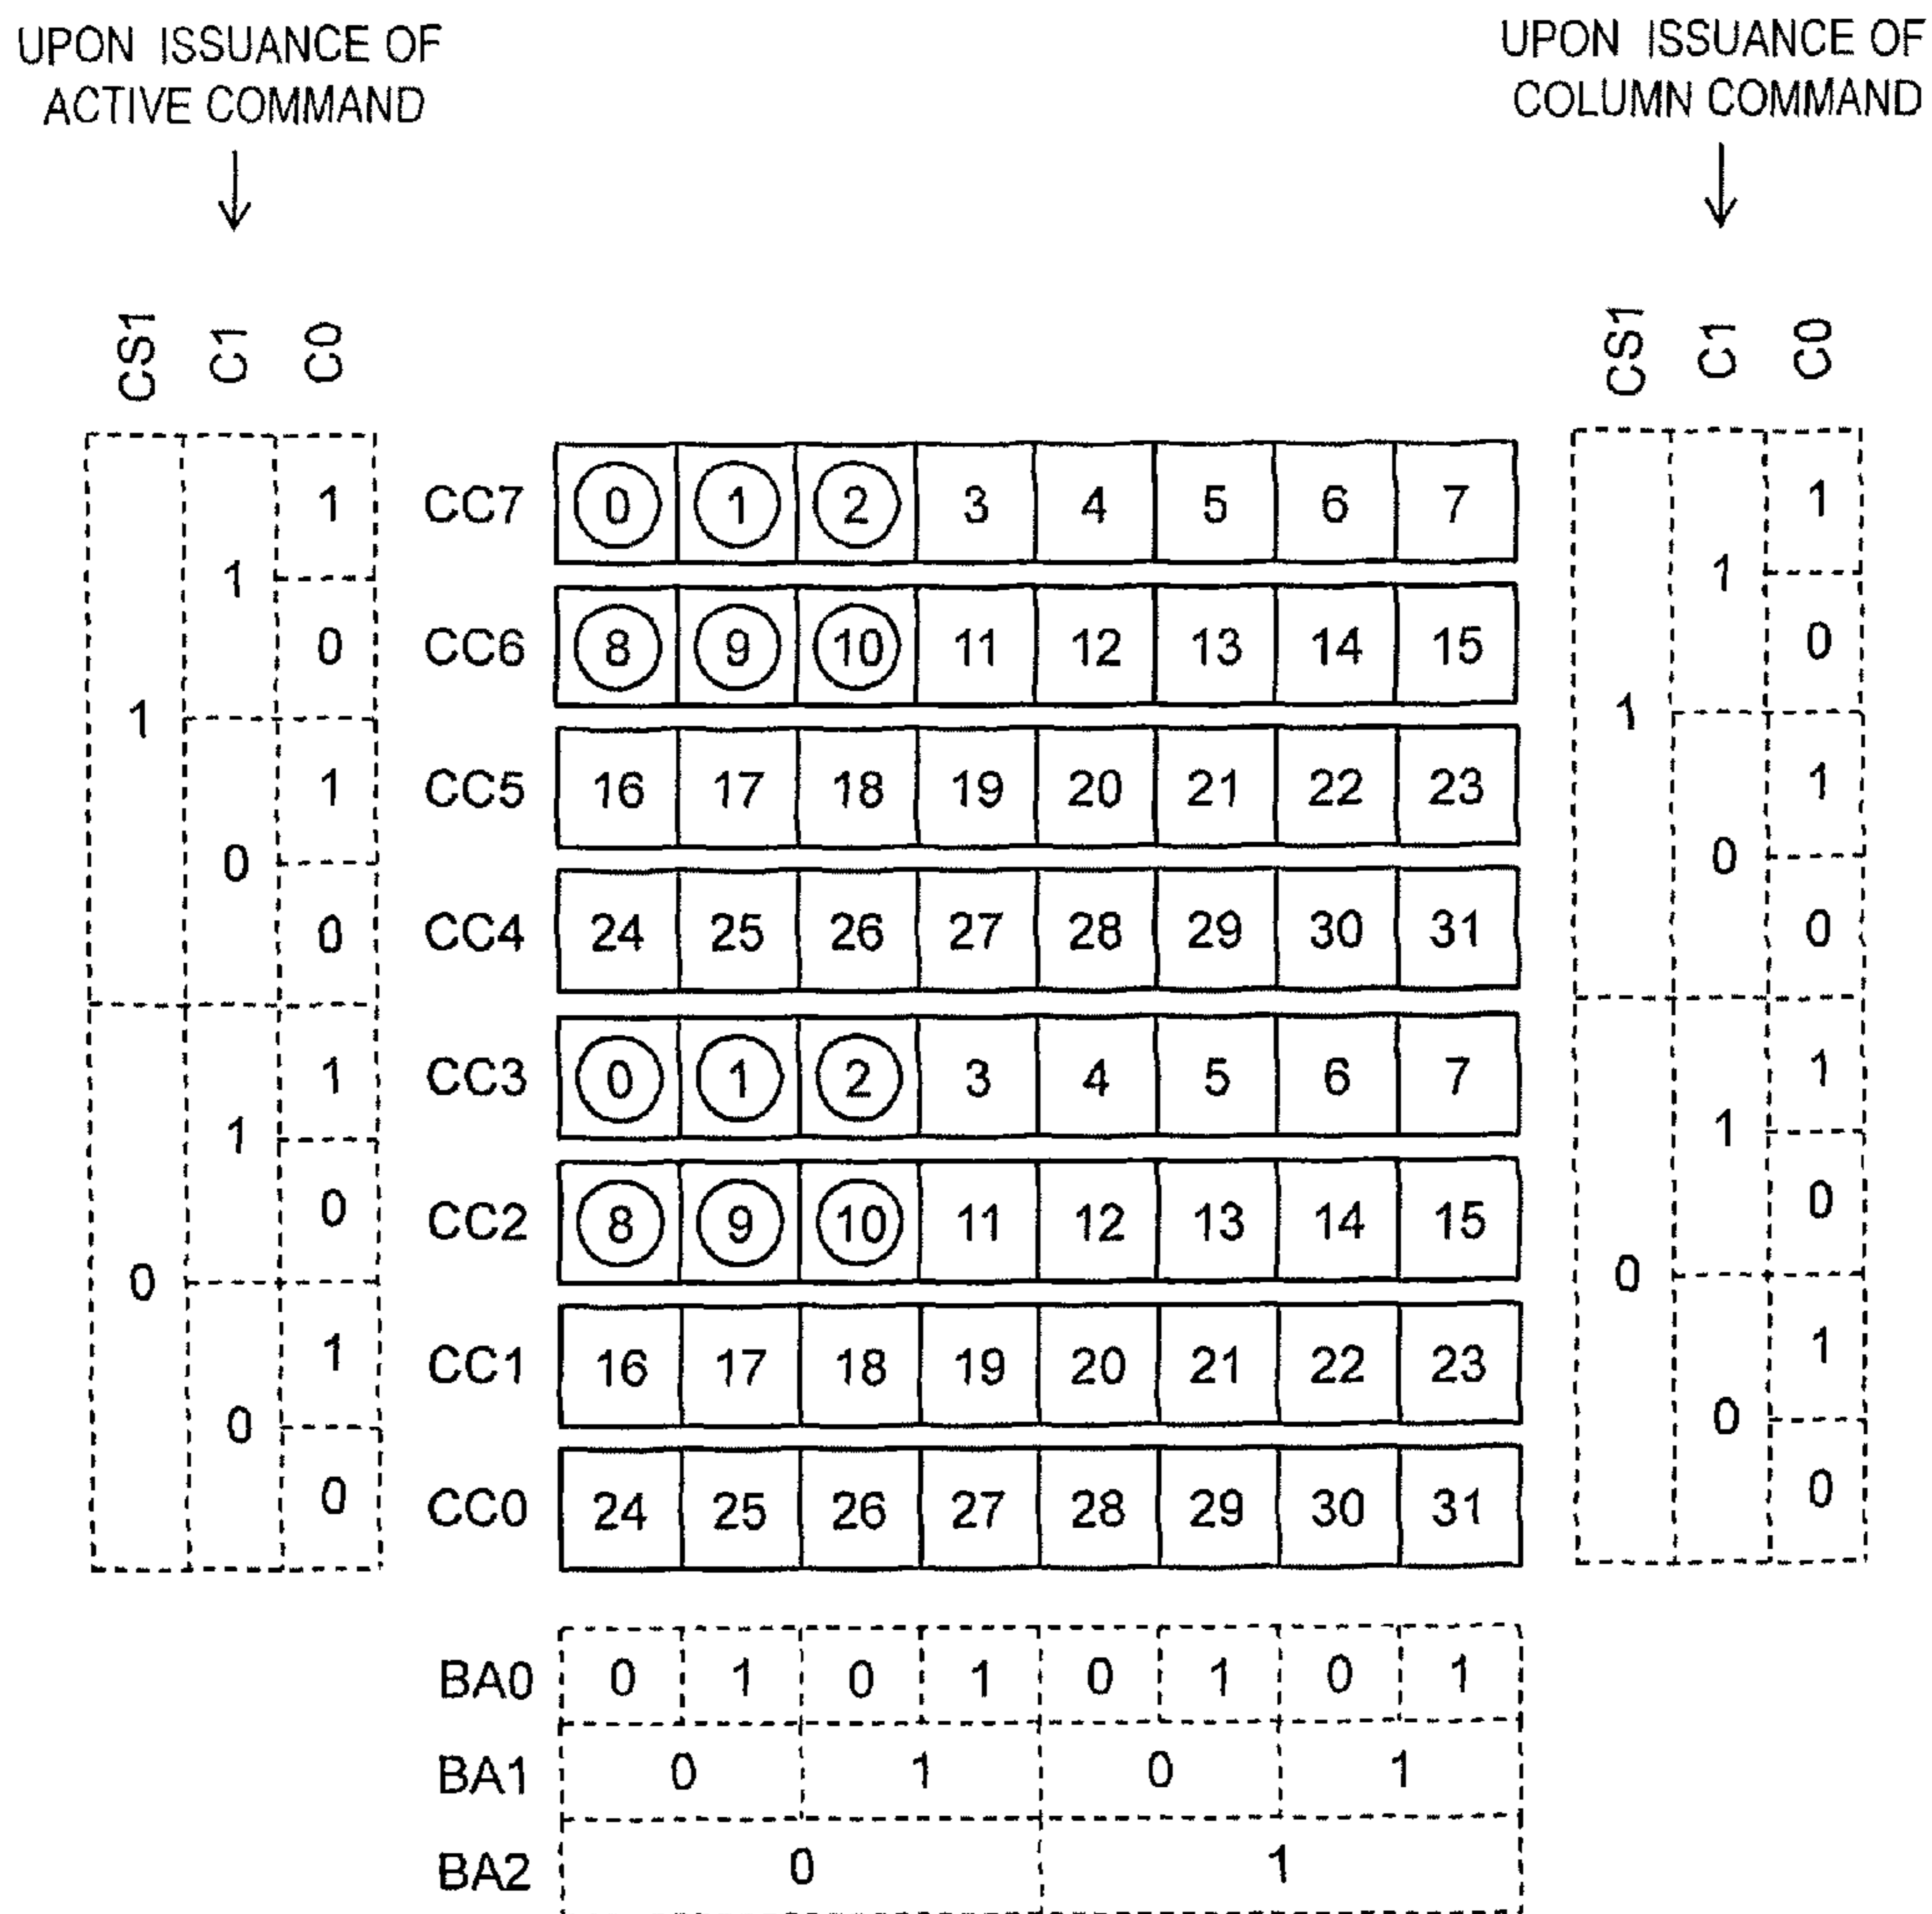 UPON ISSUANCE OF
ACTIVE COMMAND
UPON ISSUANCE OF
COLUMN COMMAND
CS1 C1 C0
CS1 C1 C0
1 CC7 0 1 2 3 4 5 6 7 1
1 1
0 CC6 8 9 10 11 12 13 14 15 0
1 1
1 CC5 16 17 18 19 20 21 22 23 1
0 0
0 CC4 24 25 26 27 28 29 30 31 0
1 CC3 0 1 2 3 4 5 6 7 1
1 1
0 CC2 8 9 10 11 12 13 14 15 0
0 0
1 CC1 16 17 18 19 20 21 22 23 1
0 0
0 CC0 24 25 26 27 28 29 30 31 0
BA0 0 1 0 1 0 1 0 1
BA1 0 1 0 1
BA2 0 1